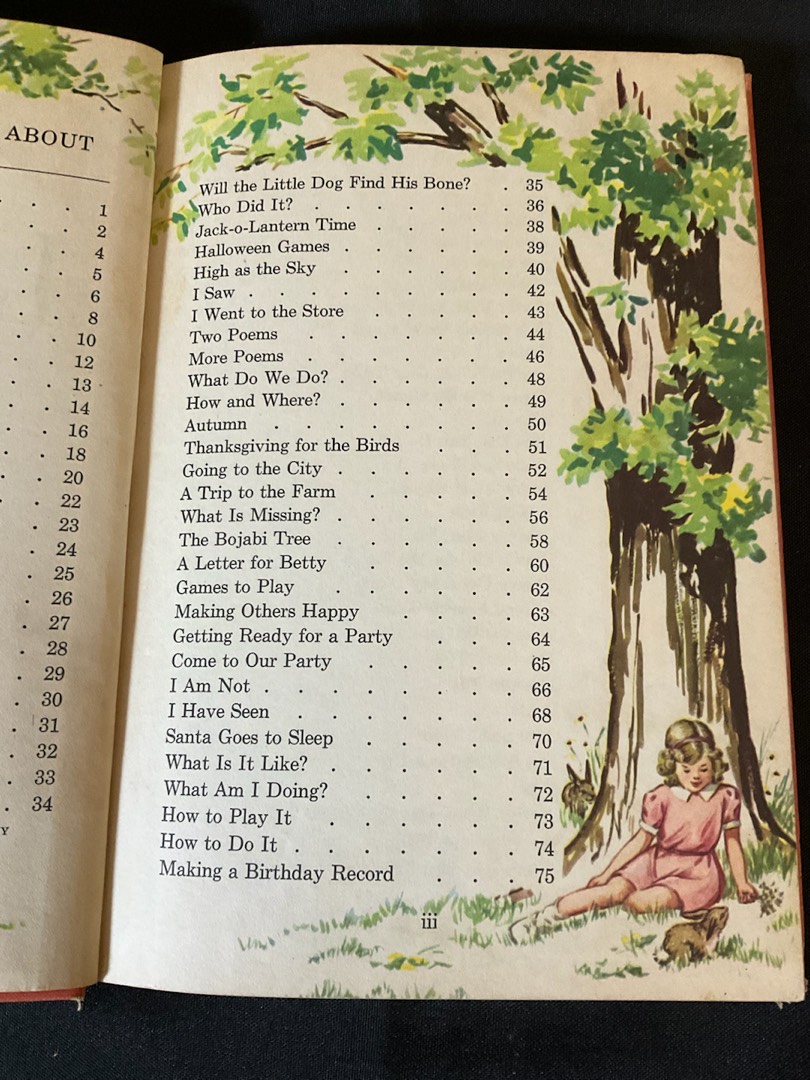 ABOUT
1
2
4
5
6
8
10
12
13
14
16
18
20
22
23
24
25
26
27
28
29
30
31
32
33
34
Y
Will the Little Dog Find His Bone? . 35
Who Did It? . . . . . . . 36
Jack-o-Lantern Time . . . . . 38
Halloween Games . . . . . . 39
High as the Sky . . . . . . 40
I Saw . . . . . . . . . 42
I Went to the Store . . . . . 43
Two Poems . . . . . . . 44
More Poems . . . . . . . 46
What Do We Do? . . . . . . 48
How and Where? . . . . . . 49
Autumn . . . . . . . . 50
Thanksgiving for the Birds . . . 51
Going to the City . . . . . . 52
A Trip to the Farm . . . . . 54
What Is Missing? . . . . . . 56
The Bojabi Tree . . . . . . 58
A Letter for Betty . . . . . 60
Games to Play . . . . . . 62
Making Others Happy . . . . 63
Getting Ready for a Party . . . 64
Come to Our Party . . . . . 65
I Am Not . . . . . . . . 66
I Have Seen . . . . . . . 68
Santa Goes to Sleep . . . . . 70
What Is It Like? . . . . . . 71
What Am I Doing? . . . . . 72
How to Play It . . . . . . 73
How to Do It . . . . . . . 74
Making a Birthday Record . . . 75
iii